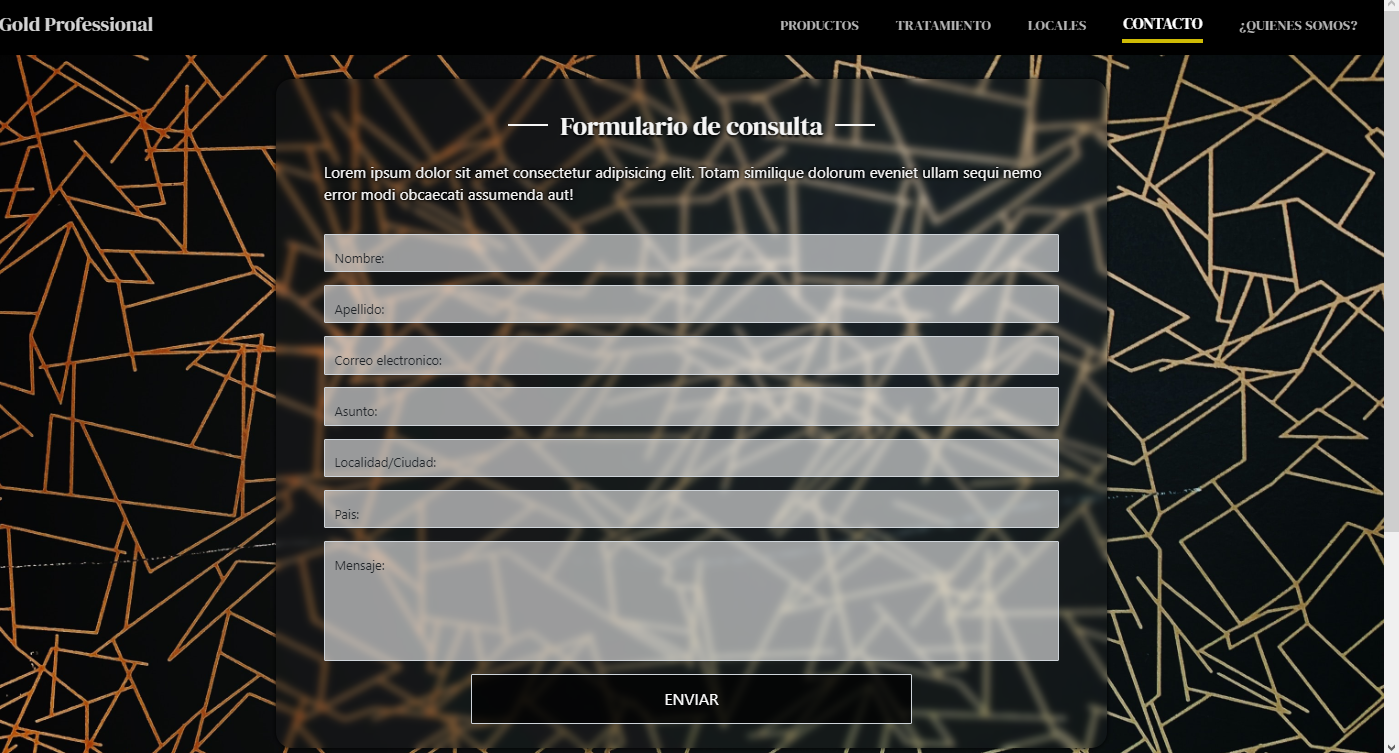 Gold Professional
PRODUCTOS TRATAMIENTO LOCALES CONTACTO ¿QUIENES SOMOS?
Formulario de consulta
Lorem ipsum dolor sit amet consectetur adipisicing elit. Totam similique dolorum eveniet ullam sequi nemo
error modi obcaecati assumenda aut!
Nombre:
Apellido:
Correo electronico:
Asunto:
Localidad/Ciudad:
Pais:
Mensaje:
ENVIAR